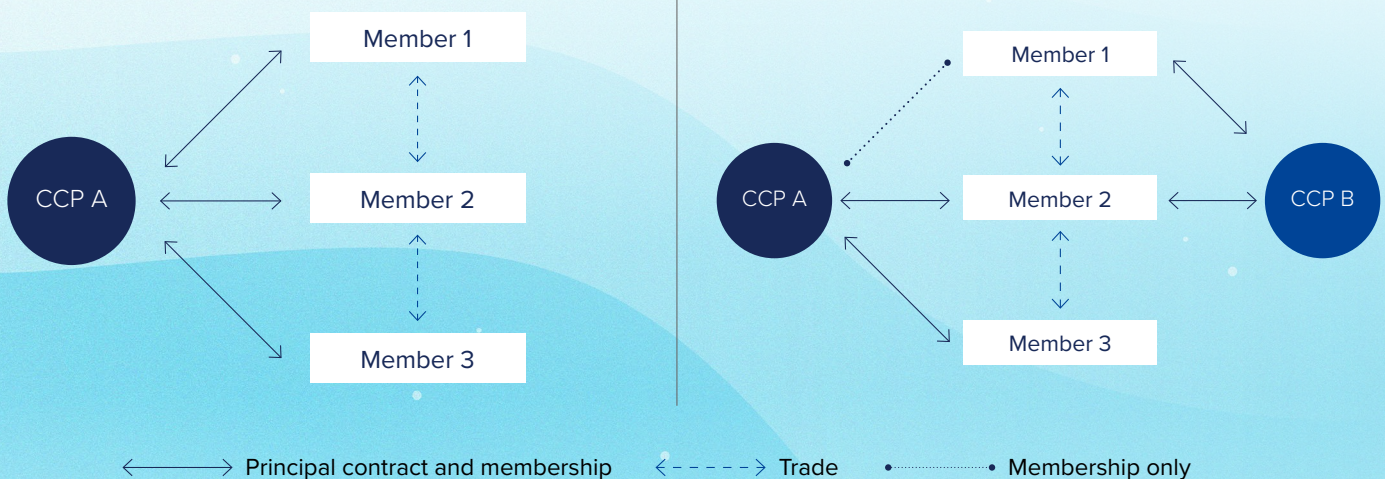 Member 1
CCP A
Member 2
Member 3
Member 1
CCP A
Member 2
CCP B
Member 3
Principal contract and membership
Trade
Membership only